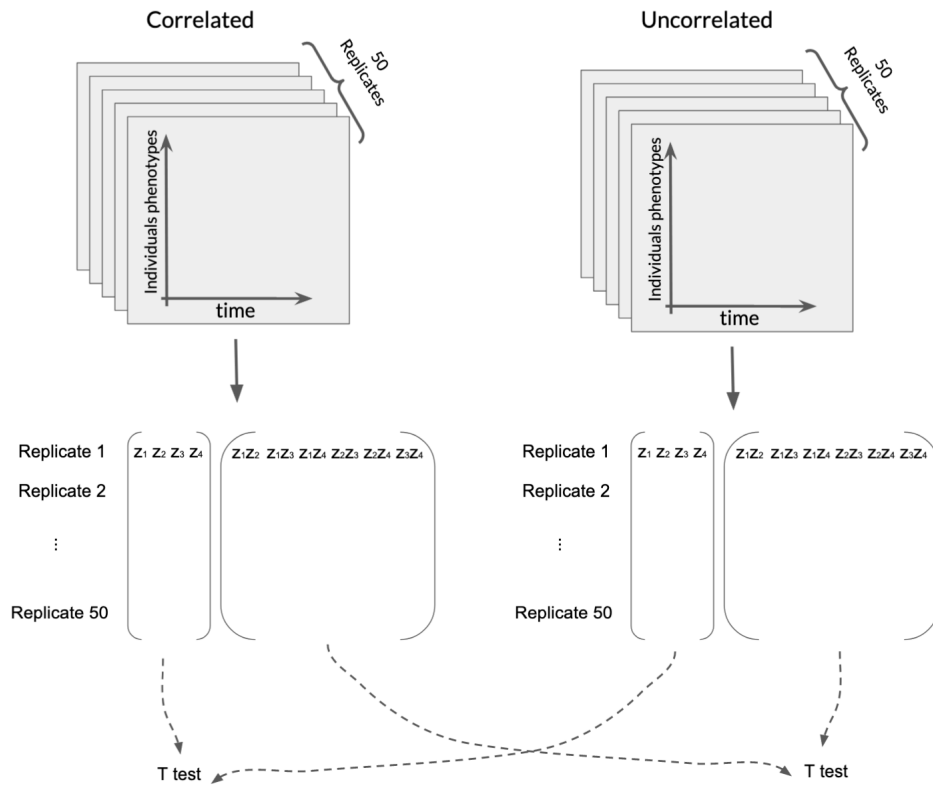 Correlated
Uncorrelated
50
Replicates
50
Replicates
Individuals phenotypes
time
Individuals phenotypes
time
Replicate 1
z₁ z₂ z₃ z₄
z₁z₂ z₁z₃ z₁z₄ z₂z₃ z₂z₄ z₃z₄
Replicate 2
⋮
Replicate 50
Replicate 1
z₁ z₂ z₃ z₄
z₁z₂ z₁z₃ z₁z₄ z₂z₃ z₂z₄ z₃z₄
Replicate 2
⋮
Replicate 50
T test
T test